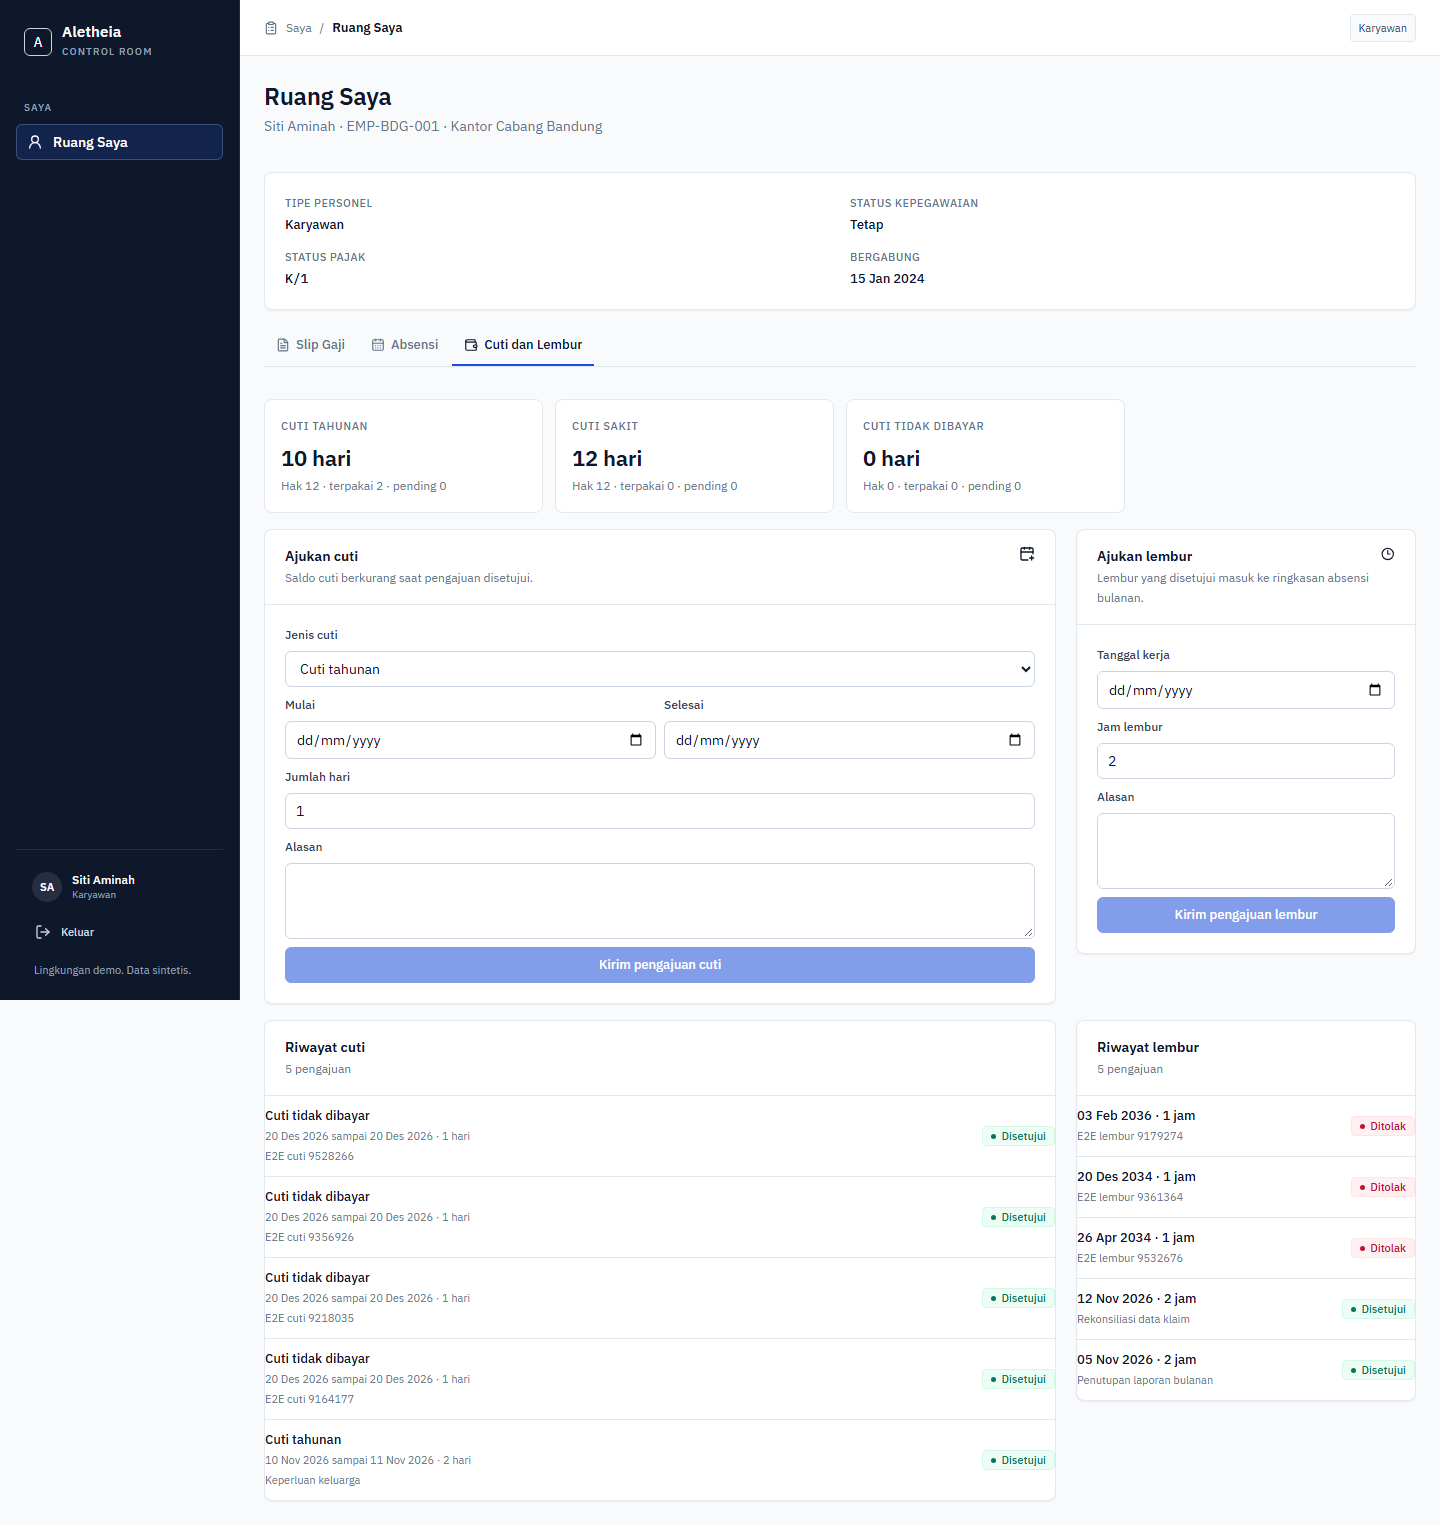 A
Aletheia
CONTROL ROOM
SAYA
Ruang Saya
Siti Aminah
SA
Karyawan
Keluar
Lingkungan demo. Data sintetis.
Saya / Ruang Saya
Karyawan
Ruang Saya
Siti Aminah · EMP-BDG-001 · Kantor Cabang Bandung
TIPE PERSONEL
Karyawan
STATUS KEPEGAWAIAN
Tetap
STATUS PAJAK
K/1
BERGABUNG
15 Jan 2024
Slip Gaji
Absensi
Cuti dan Lembur
CUTI TAHUNAN
10 hari
Hak 12 · terpakai 2 · pending 0
CUTI SAKIT
12 hari
Hak 12 · terpakai 0 · pending 0
CUTI TIDAK DIBAYAR
0 hari
Hak 0 · terpakai 0 · pending 0
Ajukan cuti
Saldo cuti berkurang saat pengajuan disetujui.
Jenis cuti
Cuti tahunan
Mulai
dd/mm/yyyy
Selesai
dd/mm/yyyy
Jumlah hari
1
Alasan
Kirim pengajuan cuti
Ajukan lembur
Lembur yang disetujui masuk ke ringkasan absensi
bulanan.
Tanggal kerja
dd/mm/yyyy
Jam lembur
2
Alasan
Kirim pengajuan lembur
Riwayat cuti
5 pengajuan
Cuti tidak dibayar
20 Des 2026 sampai 20 Des 2026 · 1 hari
E2E cuti 9528266
Disetujui
Cuti tidak dibayar
20 Des 2026 sampai 20 Des 2026 · 1 hari
E2E cuti 9356926
Disetujui
Cuti tidak dibayar
20 Des 2026 sampai 20 Des 2026 · 1 hari
E2E cuti 9218035
Disetujui
Cuti tidak dibayar
20 Des 2026 sampai 20 Des 2026 · 1 hari
E2E cuti 9164177
Disetujui
Cuti tahunan
10 Nov 2026 sampai 11 Nov 2026 · 2 hari
Keperluan keluarga
Disetujui
Riwayat lembur
5 pengajuan
03 Feb 2036 · 1 jam
E2E lembur 9179274
Ditolak
20 Des 2034 · 1 jam
E2E lembur 9361364
Ditolak
26 Apr 2034 · 1 jam
E2E lembur 9532676
Ditolak
12 Nov 2026 · 2 jam
Rekonsiliasi data klaim
Disetujui
05 Nov 2026 · 2 jam
Penutupan laporan bulanan
Disetujui